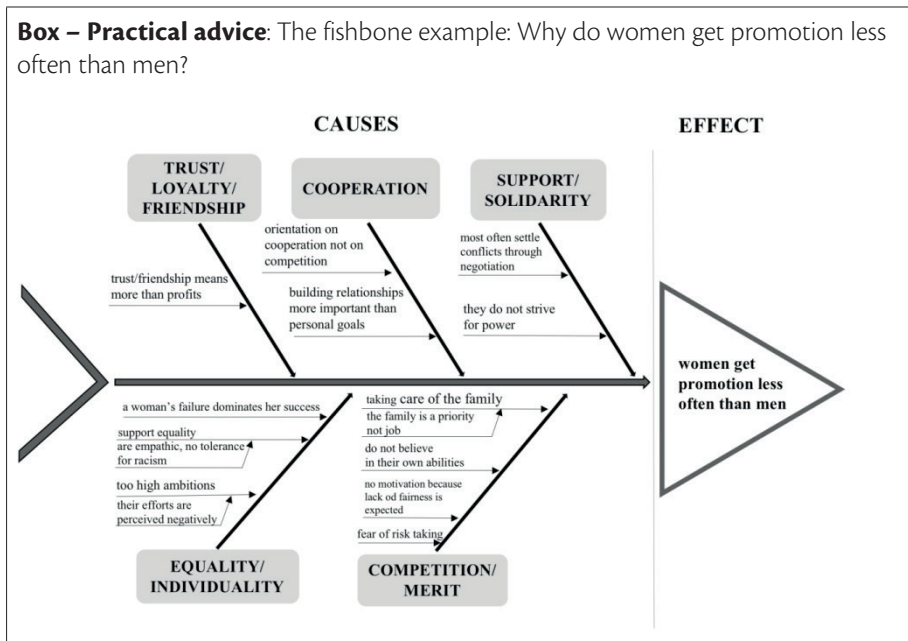 Box – Practical advice: The fishbone example: Why do women get promotion less
often than men?
CAUSES
EFFECT
TRUST/
LOYALTY/
FRIENDSHIP
COOPERATION
SUPPORT/
SOLIDARITY
trust/friendship means
more than profits
orientation on
cooperation not on
competition
building relationships
more important than
personal goals
most often settle
conflicts through
negotiation
they do not strive
for power
women get
promotion less
often than men
a woman's failure dominates her success
support equality
are empathic, no tolerance
for racism
too high ambitions
their efforts are
perceived negatively
EQUALITY/
INDIVIDUALITY
taking care of the family
the family is a priority
not job
do not believe
in their own abilities
no motivation because
lack od fairness is
expected
fear of risk taking
COMPETITION/
MERIT